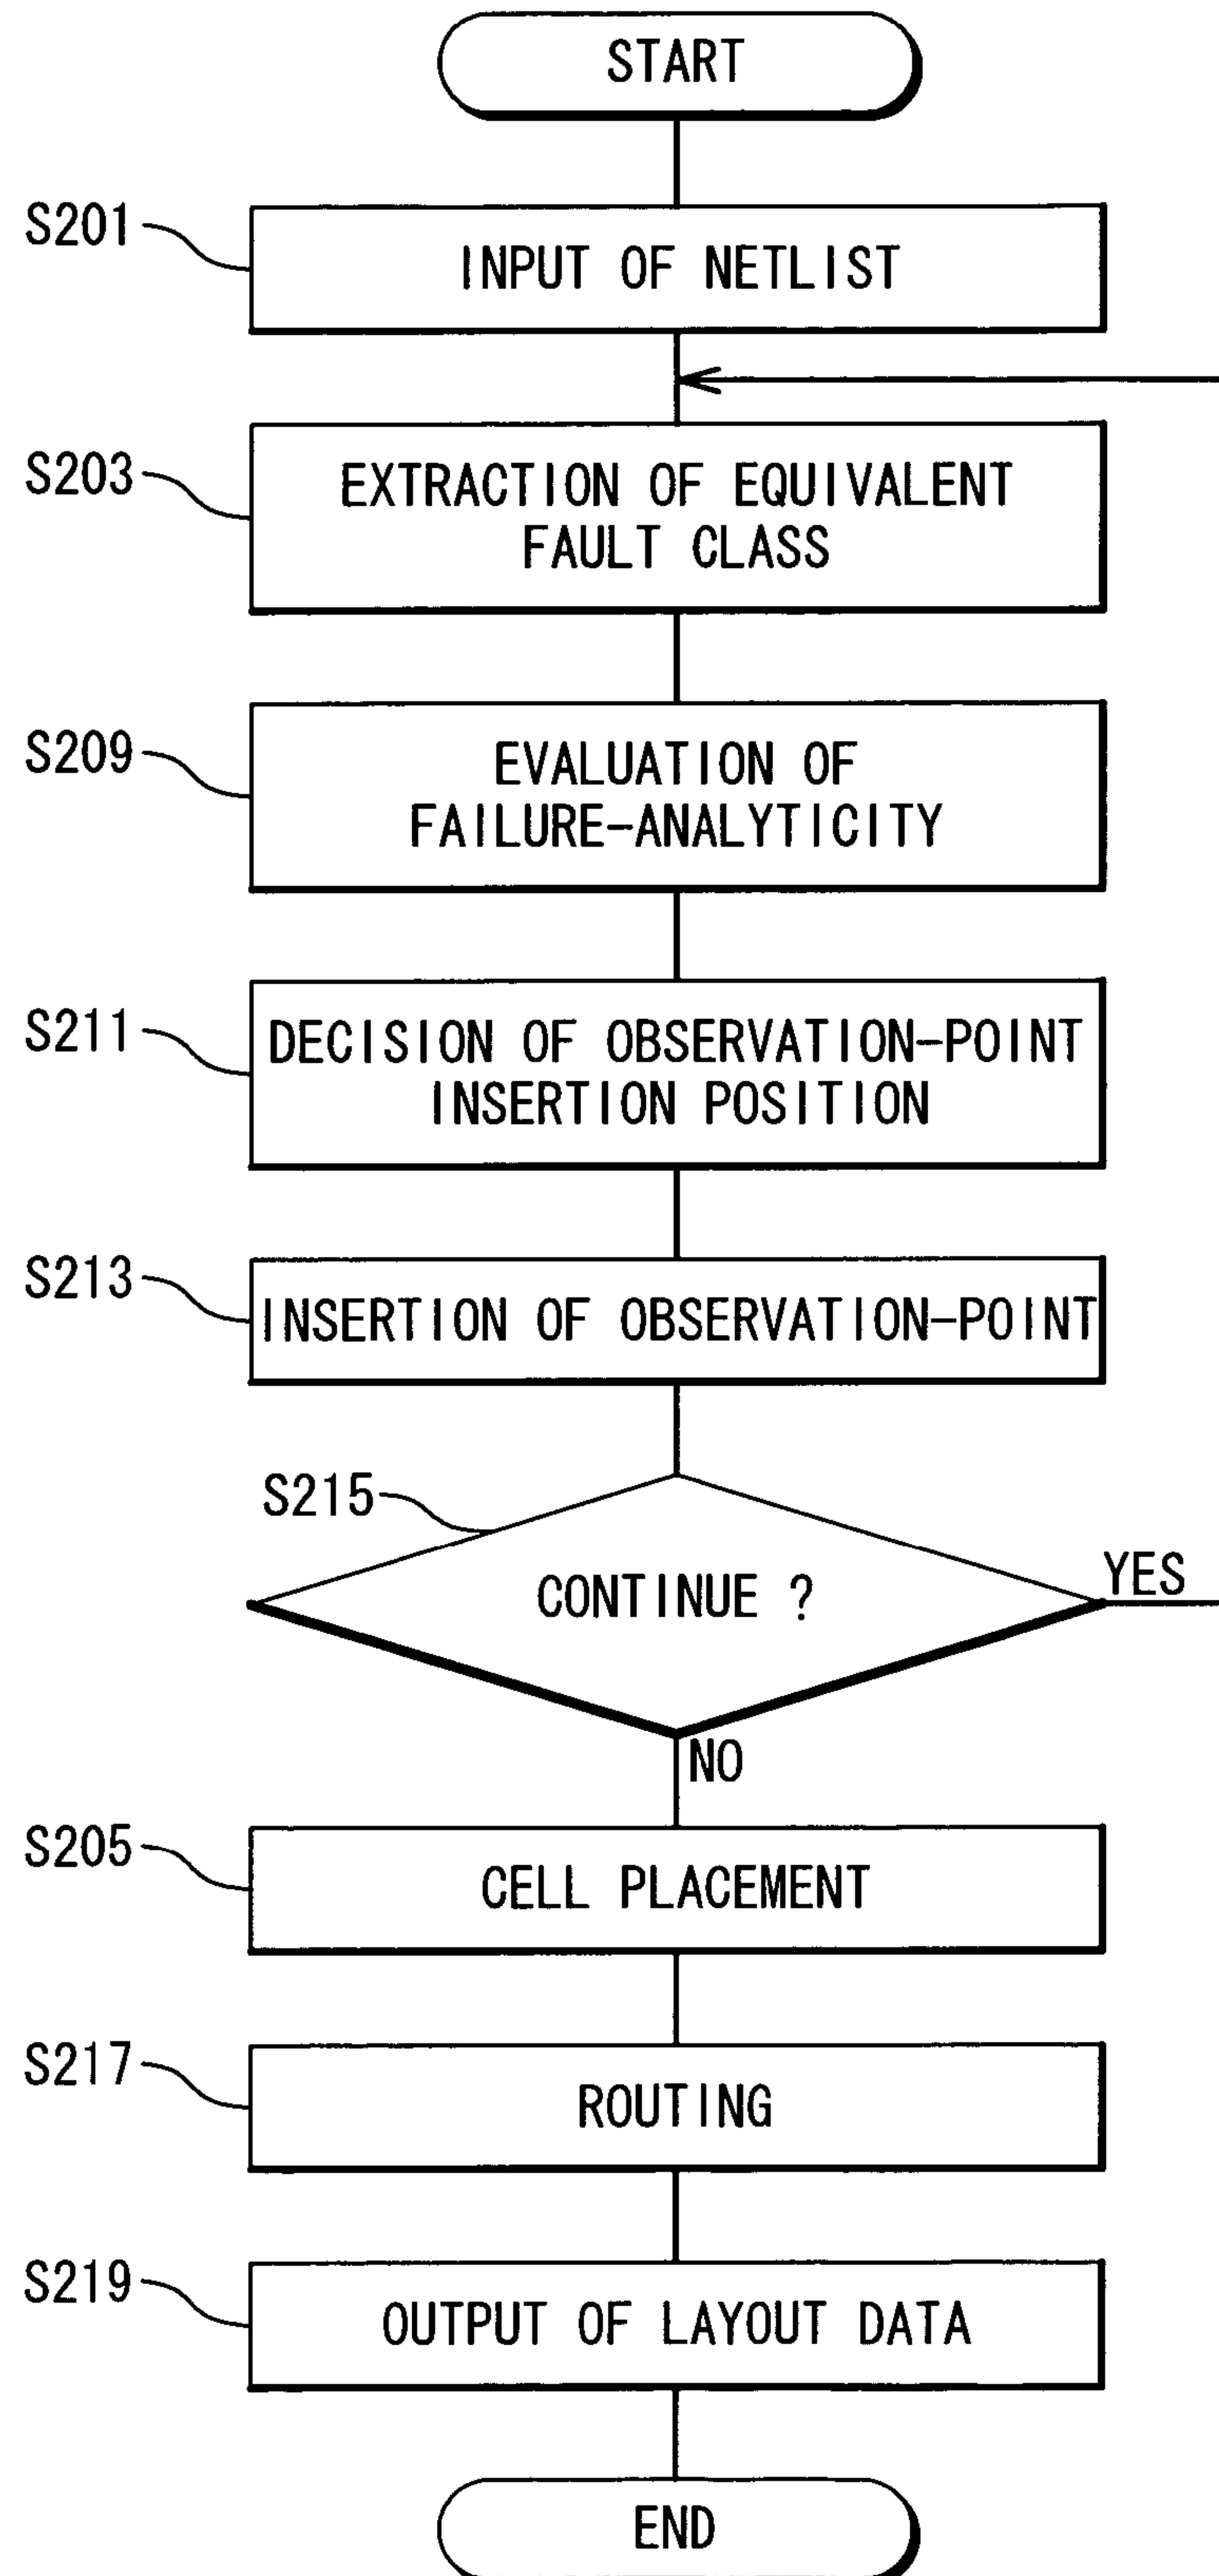 START
S201
INPUT OF NETLIST
S203
EXTRACTION OF EQUIVALENT
FAULT CLASS
S209
EVALUATION OF
FAILURE-ANALYTICITY
S211
DECISION OF OBSERVATION-POINT
INSERTION POSITION
S213
INSERTION OF OBSERVATION-POINT
S215
CONTINUE ?
YES
NO
S205
CELL PLACEMENT
S217
ROUTING
S219
OUTPUT OF LAYOUT DATA
END